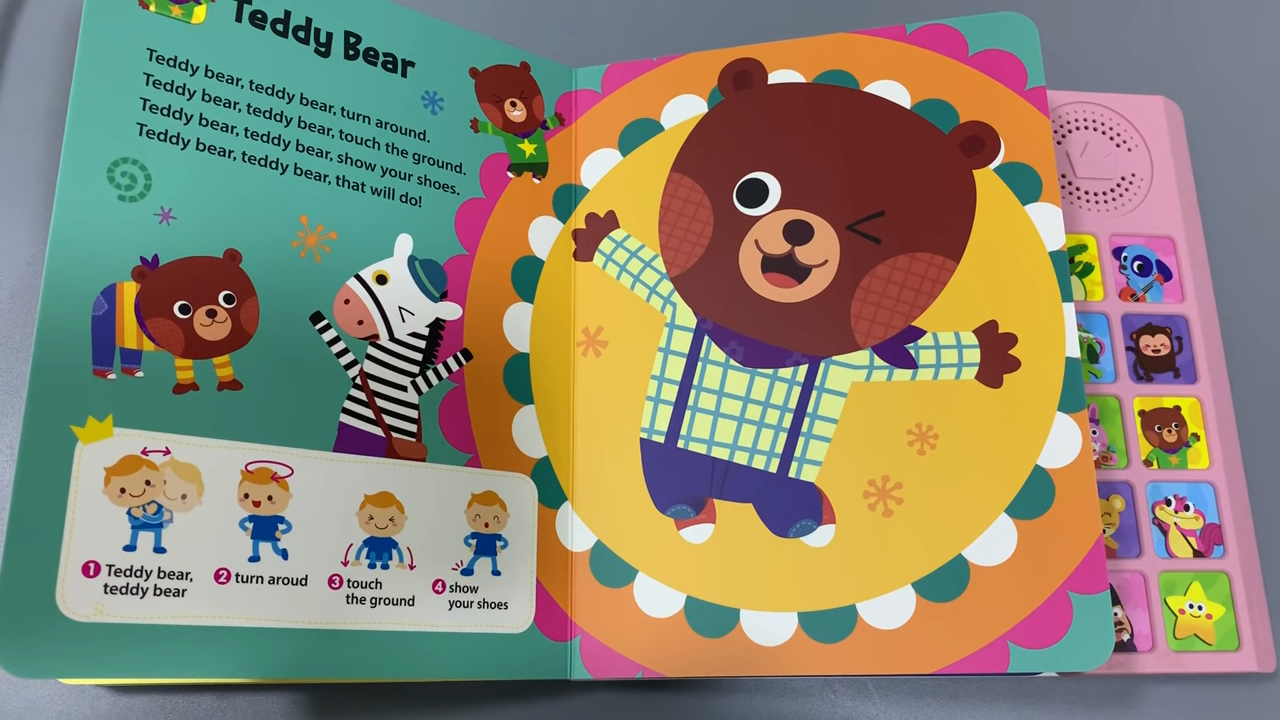 Teddy Bear
Teddy bear, teddy bear, turn around.
Teddy bear, teddy bear, touch the ground.
Teddy bear, teddy bear, show your shoes.
Teddy bear, teddy bear, that will do!
1 Teddy bear,
teddy bear
2 turn aroud
3 touch
the ground
4 show
your shoes